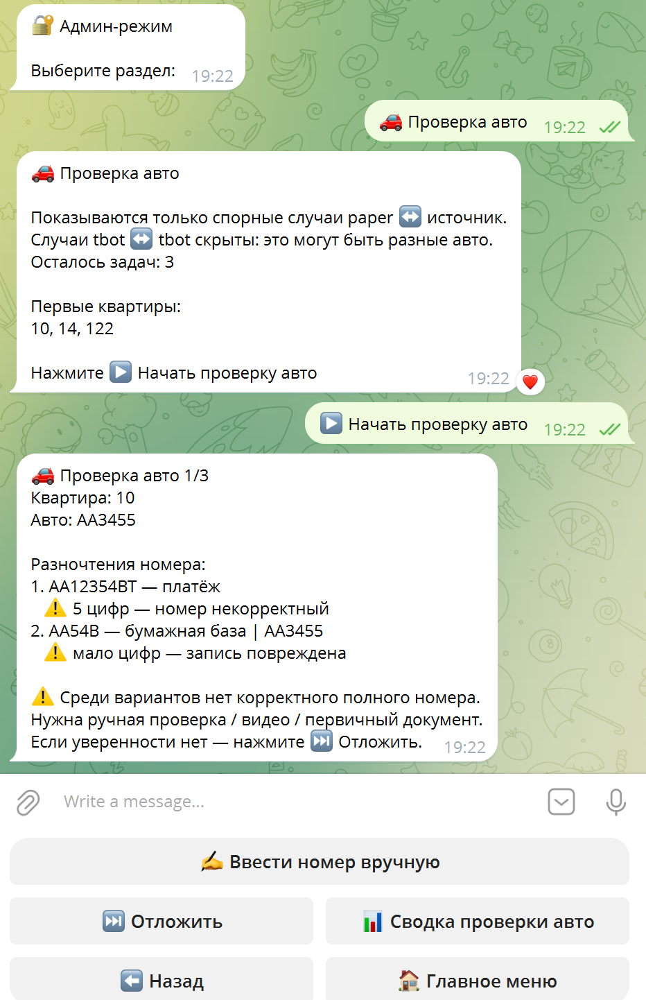 🔐 Админ-режим
Выберите раздел:
19:22
🚗 Проверка авто
19:22
🚗 Проверка авто
Показываются только спорные случаи paper ↔️ источник.
Случаи tbot ↔️ tbot скрыты: это могут быть разные авто.
Осталось задач: 3
Первые квартиры:
10, 14, 122
Нажмите ▶️ Начать проверку авто
19:22
▶️ Начать проверку авто
19:22
🚗 Проверка авто 1/3
Квартира: 10
Авто: AA3455
Разночтения номера:
1. AA12354BT — платёж
⚠️ 5 цифр — номер некорректный
2. AA54B — бумажная база | AA3455
⚠️ мало цифр — запись повреждена
⚠️ Среди вариантов нет корректного полного номера.
Нужна ручная проверка / видео / первичный документ.
Если уверенности нет — нажмите ⏭️ Отложить.
19:22
Write a message...
✍️ Ввести номер вручную
⏭️ Отложить
📊 Сводка проверки авто
⬅️ Назад
🏠 Главное меню